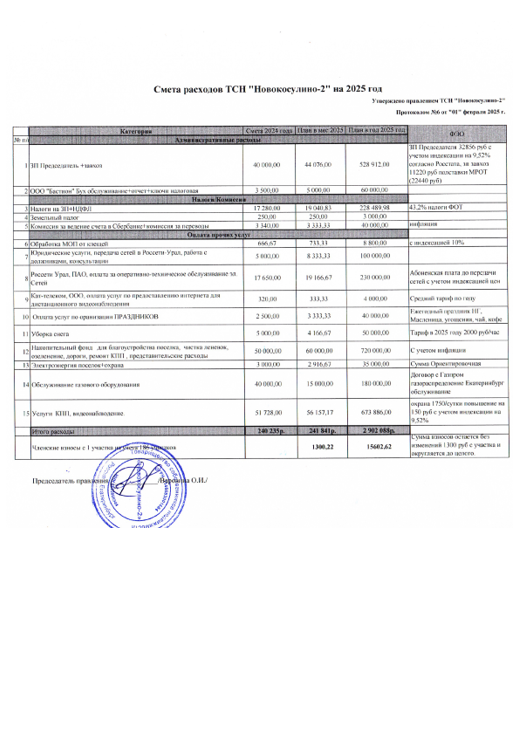 Смета расходов ТСН "Новокосулино-2" на 2025 год
Утверждено правлением ТСН "Новокосулино-2"
Протоколом №6 от "01" февраля 2025 г.
№ п/п Категория Смета 2024 года План в мес 2025 План в год 2025 год ФОО
Административные расходы
1 ЗП Председатель +завхоз 40 000,00 44 076,00 528 912,00 ЗП Председателя 32856 руб с
учетом индексации на 9,52%
согласно Росстата, зп завхоз
11220 руб полставки МРОТ
(22440 руб)
2 ООО "Бастион" Бух обслуживание+отчет+ключи налоговая 3 500,00 5 000,00 60 000,00
Налоги/Комиссии
3 Налоги на ЗП+НДФЛ 17 280,00 19 040,83 228 489,98 43,2% налоги ФОТ
4 Земельный налог 250,00 250,00 3 000,00
5 Комиссия за ведение счета в Сбербанке+комиссия за переводы 3 340,00 3 333,33 40 000,00 инфляция
Оплата прочих услуг
6 Обработка МОП от клещей 666,67 733,33 8 800,00 с индексацией 10%
7 Юридические услуги, передача сетей в Россети-Урал, работа с
должниками, консультации 5 000,00 8 333,33 100 000,00
8 Россети Урал, ПАО, оплата за оперативно-техническое обслуживание за
Сетей 17 650,00 19 166,67 230 000,00 Абонентская плата до передачи
сетей с учетом индексации цен
9 Кат-телеком, ООО, оплата услуг по предоставлению интернета для
дистанционного видеонаблюдения 320,00 333,33 4 000,00 Средний тариф по году
10 Оплата услуг по организации ПРАЗДНИКОВ 2 500,00 3 333,33 40 000,00 Ежегодный праздник НГ,
Масленица, угощения, чай, кофе
11 Уборка снега 5 000,00 4 166,67 50 000,00 Тариф в 2025 году 2000 руб/час
12 Накопительный фонд для благоустройства поселка, чистка ливневок,
озеленение, дороги, ремонт КПП , представительские расходы 50 000,00 60 000,00 720 000,00 С учетом инфляции
13 Электроэнергия поселок+охрана 3 000,00 2 916,67 35 000,00 Сумма Ориентировочная
14 Обслуживание газового оборудования 40 000,00 15 000,00 180 000,00 Договор с Газпром
газораспределение Екатеринбург
обслуживание
15 Услуги КПП, видеонаблюдение 51 728,00 56 157,17 673 886,00 охрана 1750/сутки повышение на
150 руб с учетом индексации на
9,52%
Итого расходы 240 235р. 241 841р. 2 902 088р.
Членские взносы с 1 участка 1300,22 15602,62 Сумма взносов остается без
изменений 1300 руб с участка и
округляется до целого
Председатель правления О.И./